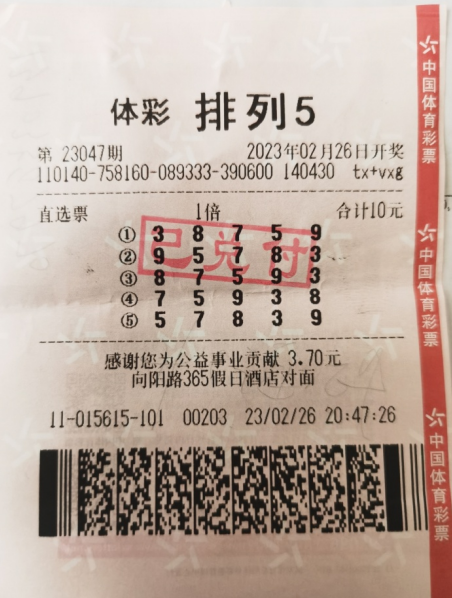 体彩 排列5
第 23047期 2023年02月26日开奖
110140-758160-089333-390600 140430 tx+vxg
直选票 1倍 合计10元
① 3 8 7 5 9
② 9 5 7 8 3
③ 8 7 5 9 3
④ 7 5 9 3 8
⑤ 5 7 8 3 9
已兑付
感谢您为公益事业贡献 3.70元
向阳路365假日酒店对面
11-015615-101 00203 23/02/26 20:47:26
中国体育彩票
中国体育彩票
中国体育彩票